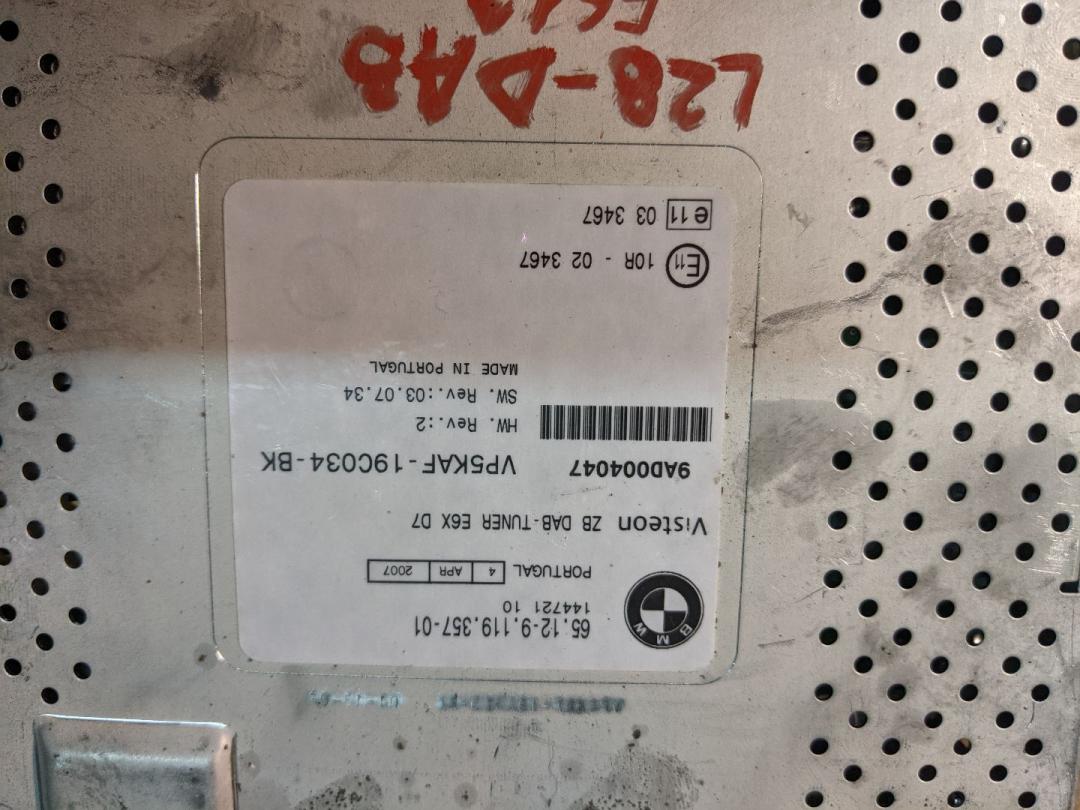 BMW
65.12-9.119.357-01
144721 10
PORTUGAL 4 APR 2007
Visteon ZB DAB-TUNER E6X D7
9AD004047 VP5KAF-19C034-BK
HW. Rev.:2
SW. Rev.:03.07.34
MADE IN PORTUGAL
E11 10R - 02 3467
e11 03 3467
L28-DAB